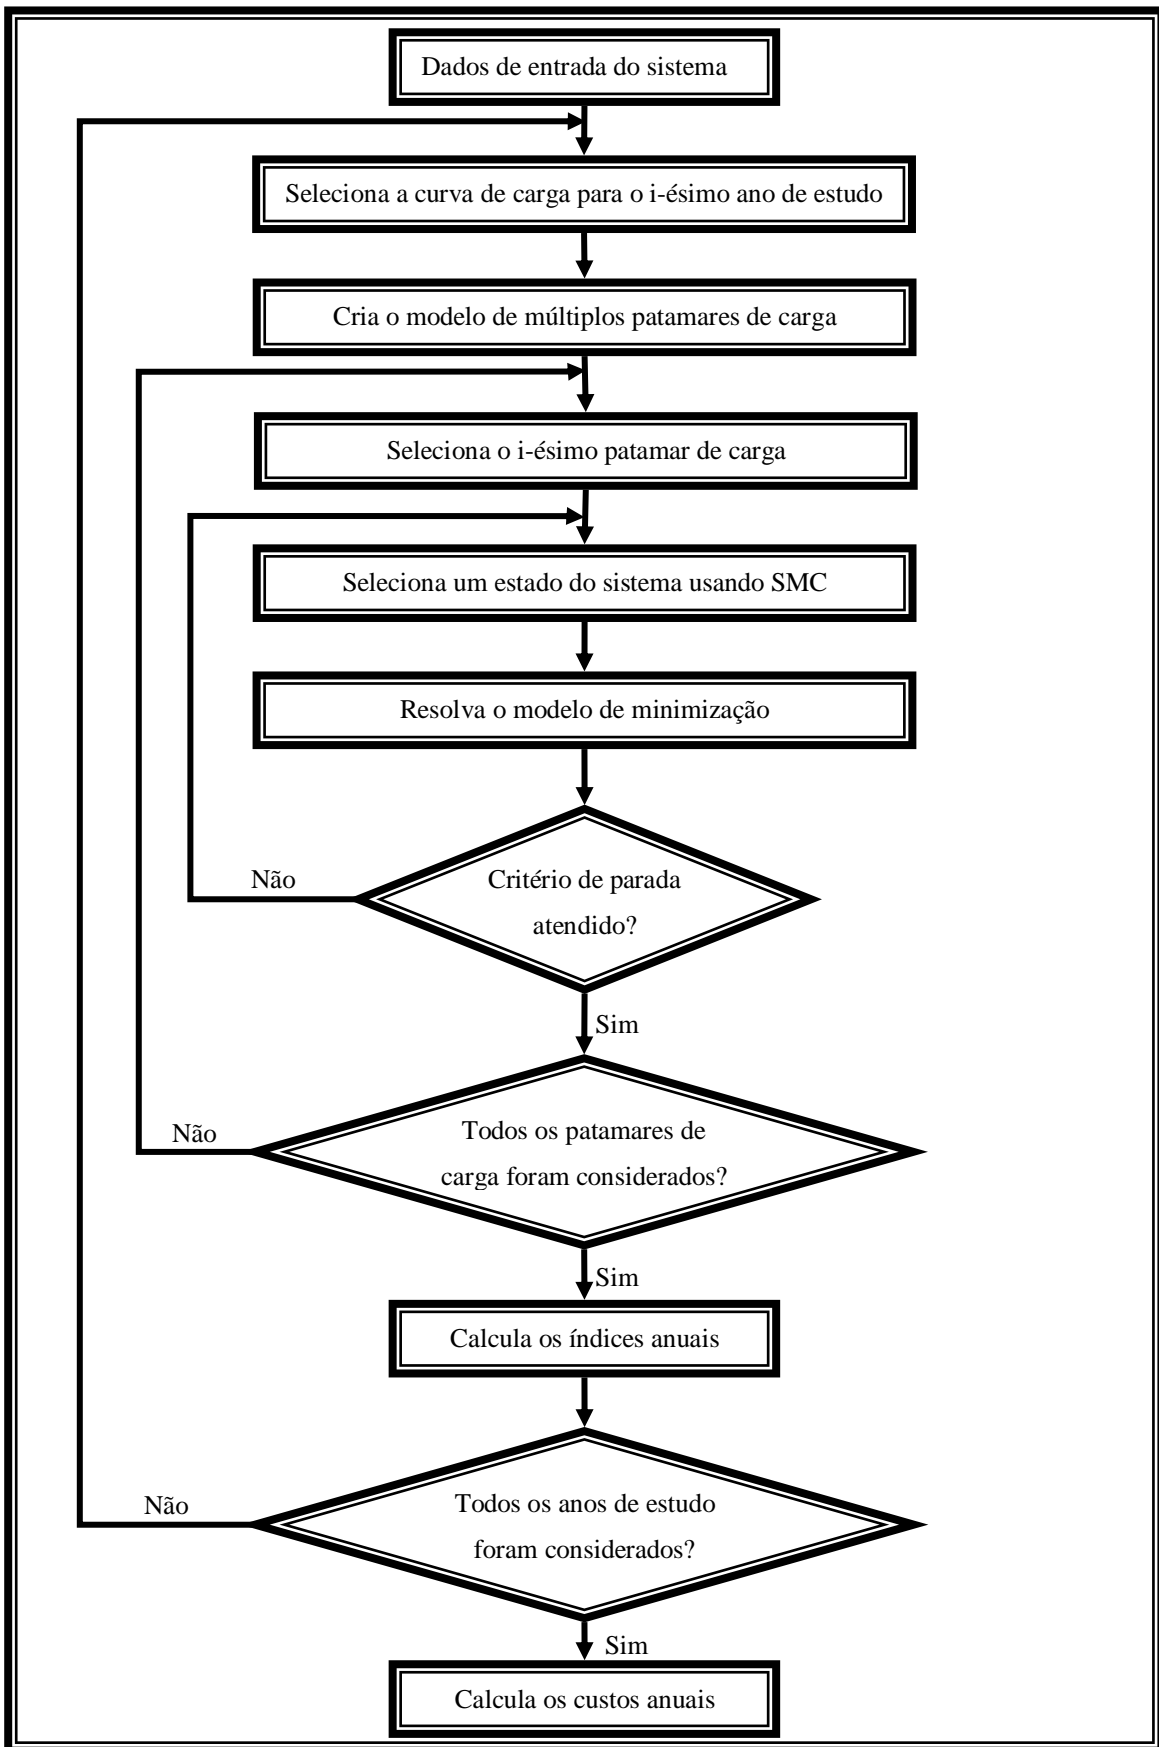 Dados de entrada do sistema
Seleciona a curva de carga para o i-ésimo ano de estudo
Cria o modelo de múltiplos patamares de carga
Seleciona o i-ésimo patamar de carga
Seleciona um estado do sistema usando SMC
Resolva o modelo de minimização
Critério de parada
atendido?
Não
Sim
Todos os patamares de
carga foram considerados?
Não
Sim
Calcula os índices anuais
Todos os anos de estudo
foram considerados?
Não
Sim
Calcula os custos anuais